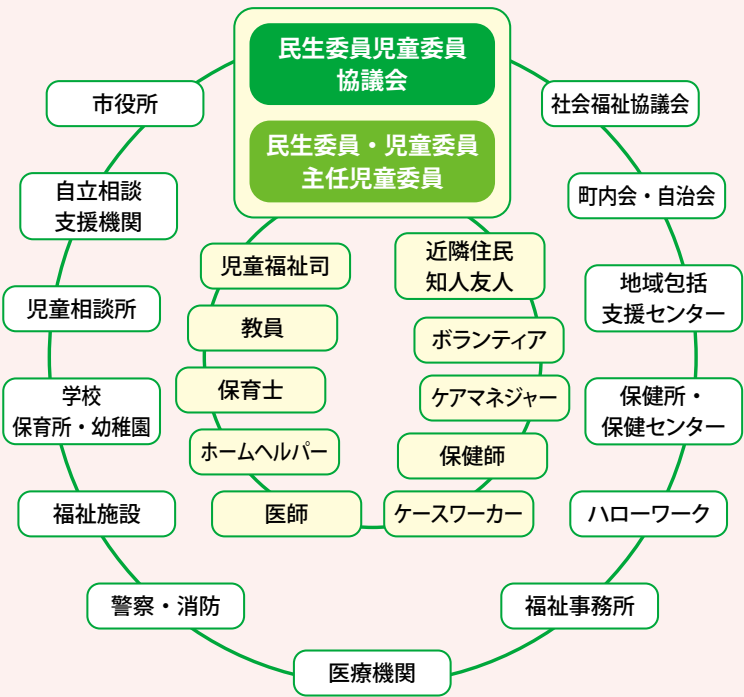 民生委員児童委員
協議会
民生委員・児童委員
主任児童委員
市役所
自立相談
支援機関
児童相談所
学校
保育所・幼稚園
福祉施設
警察・消防
医療機関
福祉事務所
ハローワーク
保健所・
保健センター
地域包括
支援センター
町内会・自治会
社会福祉協議会
児童福祉司
教員
保育士
ホームヘルパー
医師
ケースワーカー
保健師
ケアマネジャー
ボランティア
近隣住民
知人友人